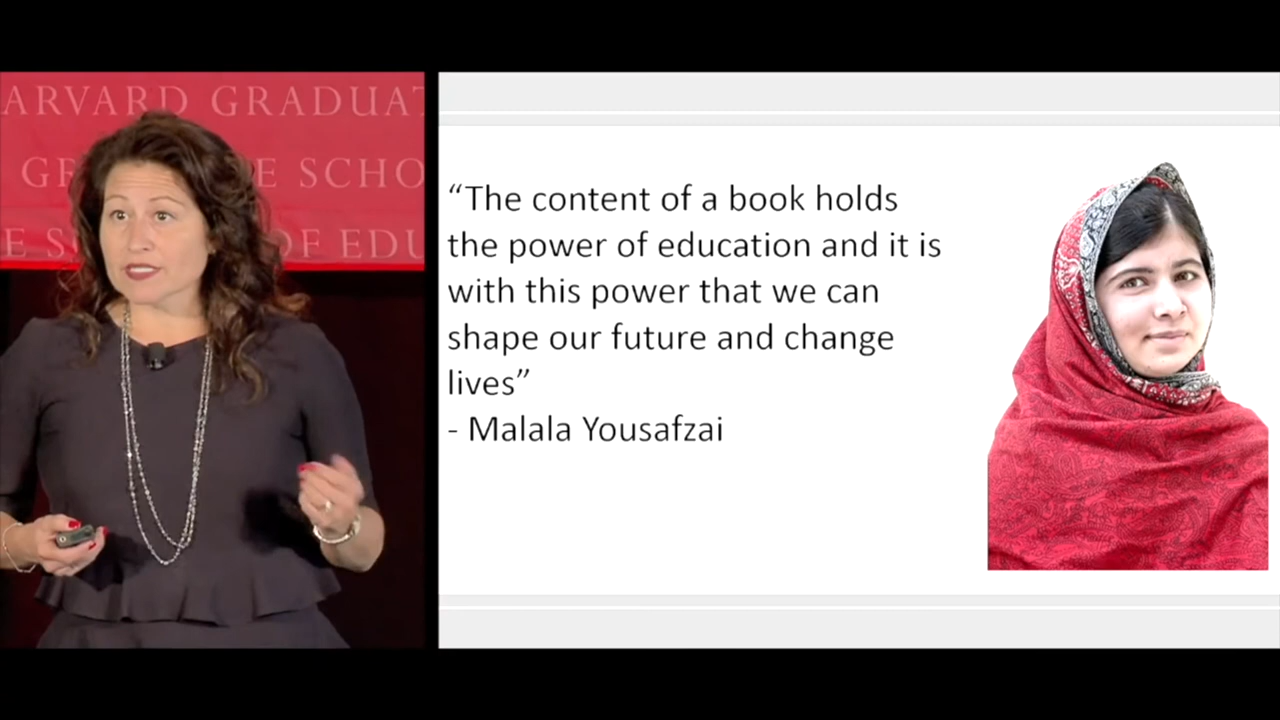 ARVARD GRADUAT
GR E SCHO
E S OF EDU
“The content of a book holds
the power of education and it is
with this power that we can
shape our future and change
lives”
- Malala Yousafzai